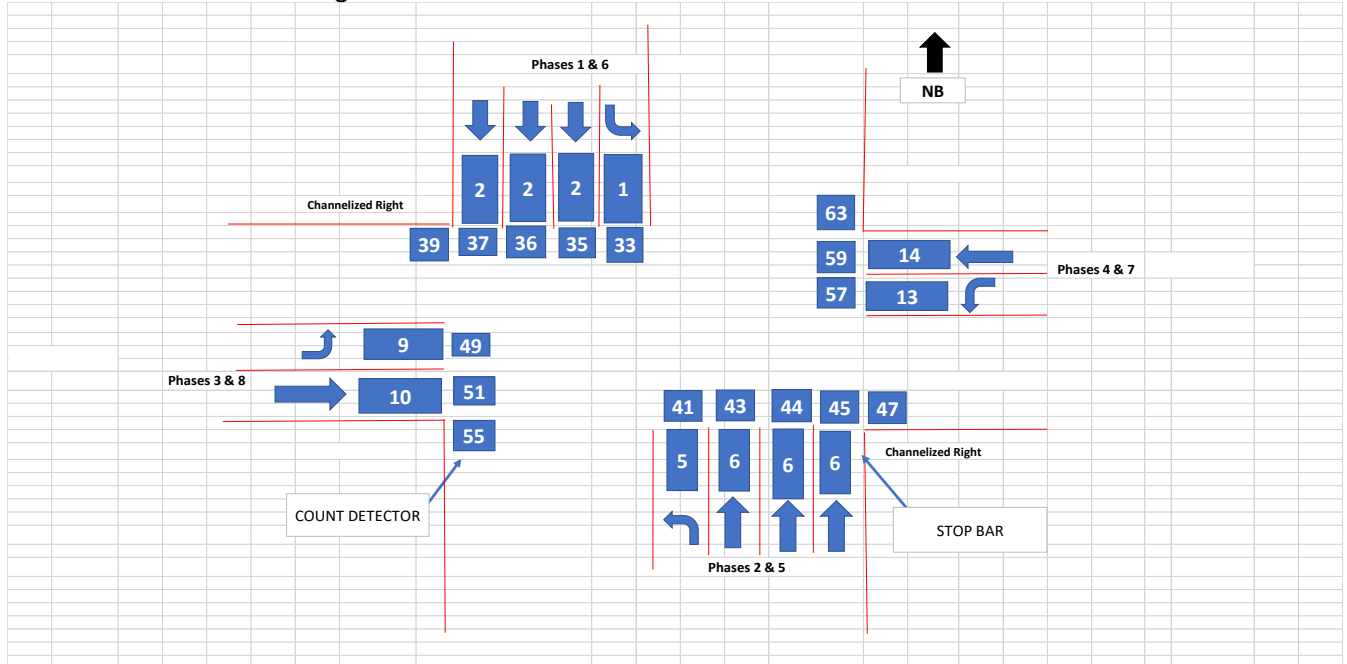 Phases 1 & 6
NB
2 2 2 1
Channelized Right
39 37 36 35 33
63
59 14
57 13
Phases 4 & 7
9 49
Phases 3 & 8
10 51
55
41 43 44 45 47
5 6 6 6
Channelized Right
COUNT DETECTOR
STOP BAR
Phases 2 & 5